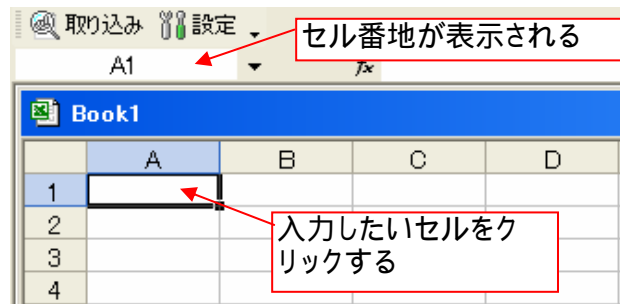 取り込み 設定
セル番地が表示される
A1 fx
Book1
A B C D
1
2
入力したいセルをク
3
リックする
4